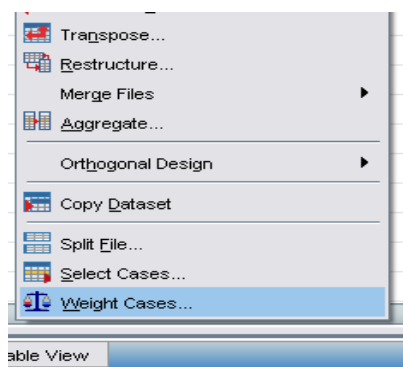 Transpose...
Restructure...
Merge Files
Aggregate...
Orthogonal Design
Copy Dataset
Split File...
Select Cases...
Weight Cases...
able View